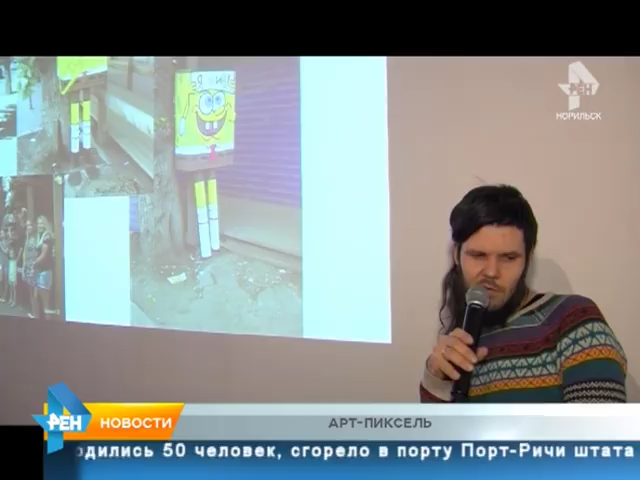 РЕН
НОРИЛЬСК
РЕН НОВОСТИ
АРТ-ПИКСЕЛЬ
одились 50 человек, сгорело в порту Порт-Ричи штата